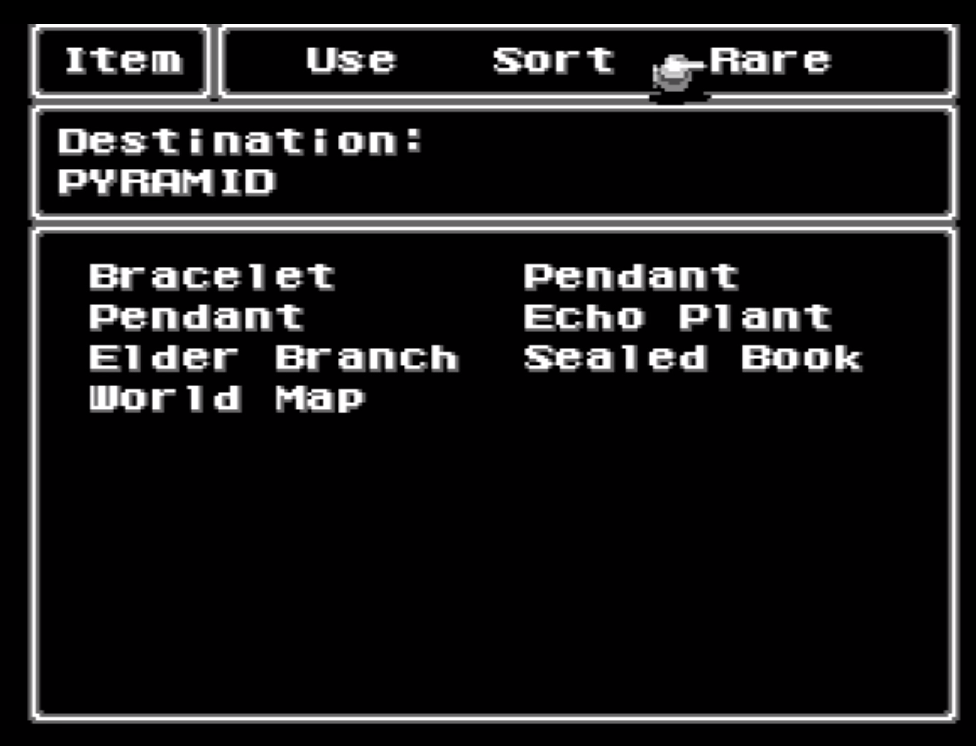 Item Use Sort Rare
Destination:
PYRAMID
Bracelet Pendant
Pendant Echo Plant
Elder Branch Sealed Book
World Map